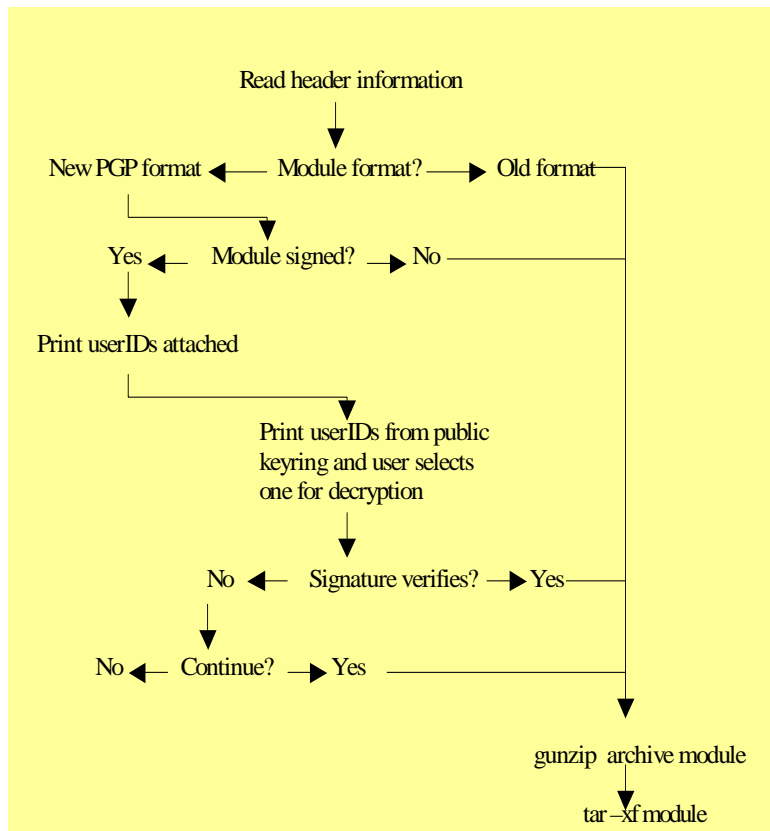 Read header information
New PGP format
Module format?
Old format
Yes
Module signed?
No
Print userIDs attached
Print userIDs from public
keyring and user selects
one for decryption
No
Signature verifies?
Yes
No
Continue?
Yes
gunzip archive module
tar –xf module